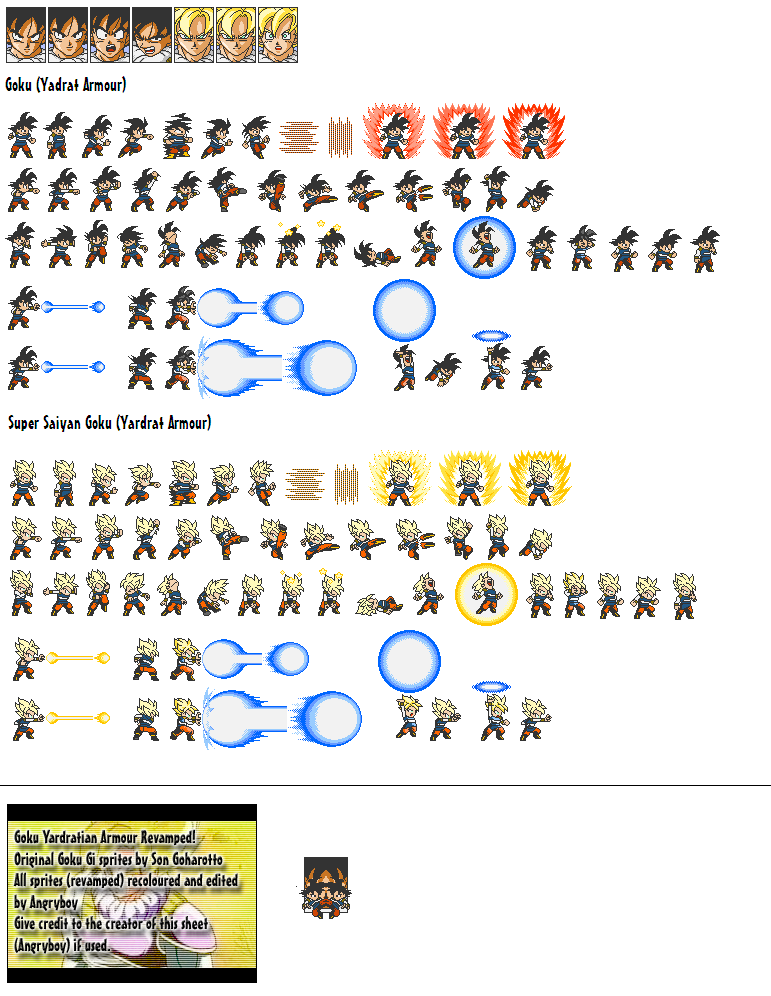 Goku (Yadrat Armour)
Super Saiyan Goku (Yardrat Armour)
Goku Yardratian Armour Revamped!
Original Goku Gi sprites by Son Goharotto
All sprites (revamped) recoloured and edited
by Angryboy
Give credit to the creator of this sheet
(Angryboy) if used.